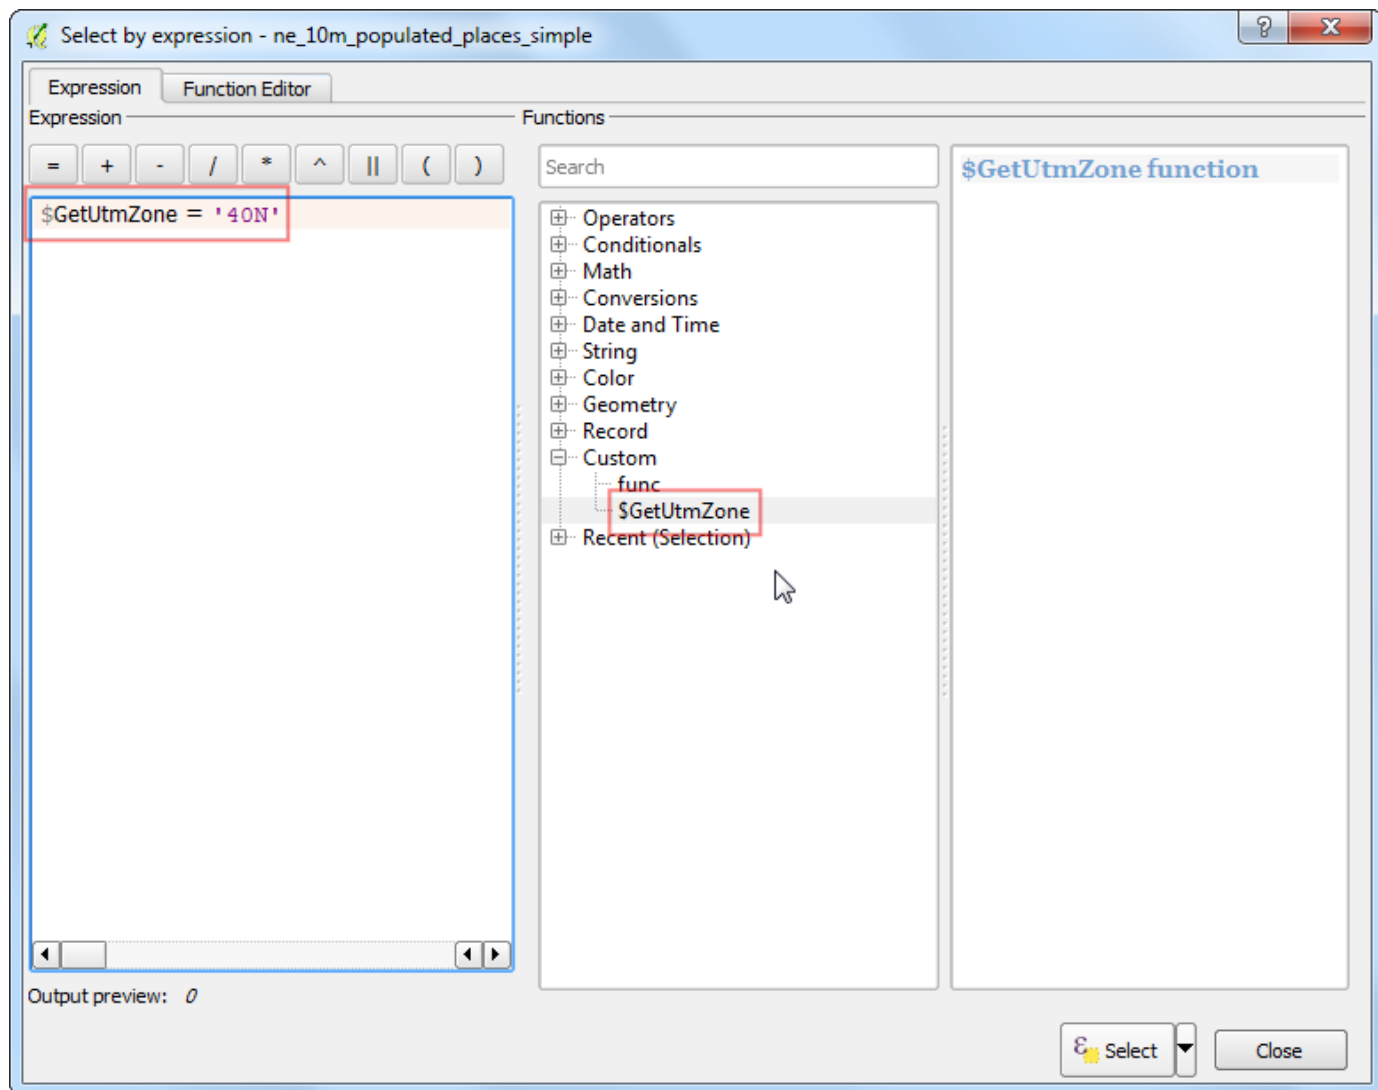 Select by expression - ne_10m_populated_places_simple
Expression
Function Editor
Expression
Functions
= + - / * ^ || ( )
Search
$GetUtmZone function
$GetUtmZone = '40N'
Operators
Conditionals
Math
Conversions
Date and Time
String
Color
Geometry
Record
Custom
func
$GetUtmZone
Recent (Selection)
Output preview: 0
ε Select
Close